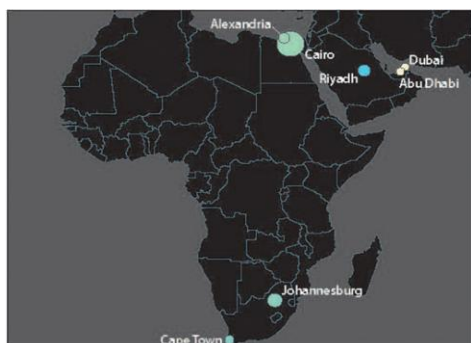 Alexandria
Cairo
Dubai
Riyadh
Abu Dhabi
Johannesburg
Cape Town